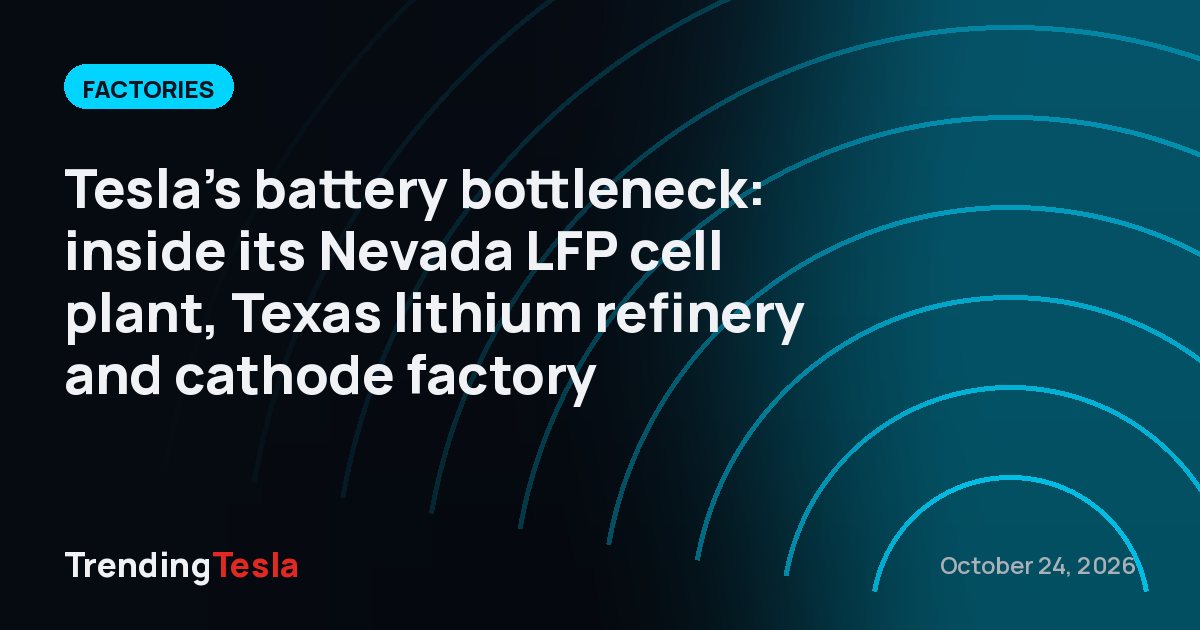 FACTORIES
Tesla’s battery bottleneck:
inside its Nevada LFP cell
plant, Texas lithium refinery
and cathode factory
TrendingTesla
October 24, 2026